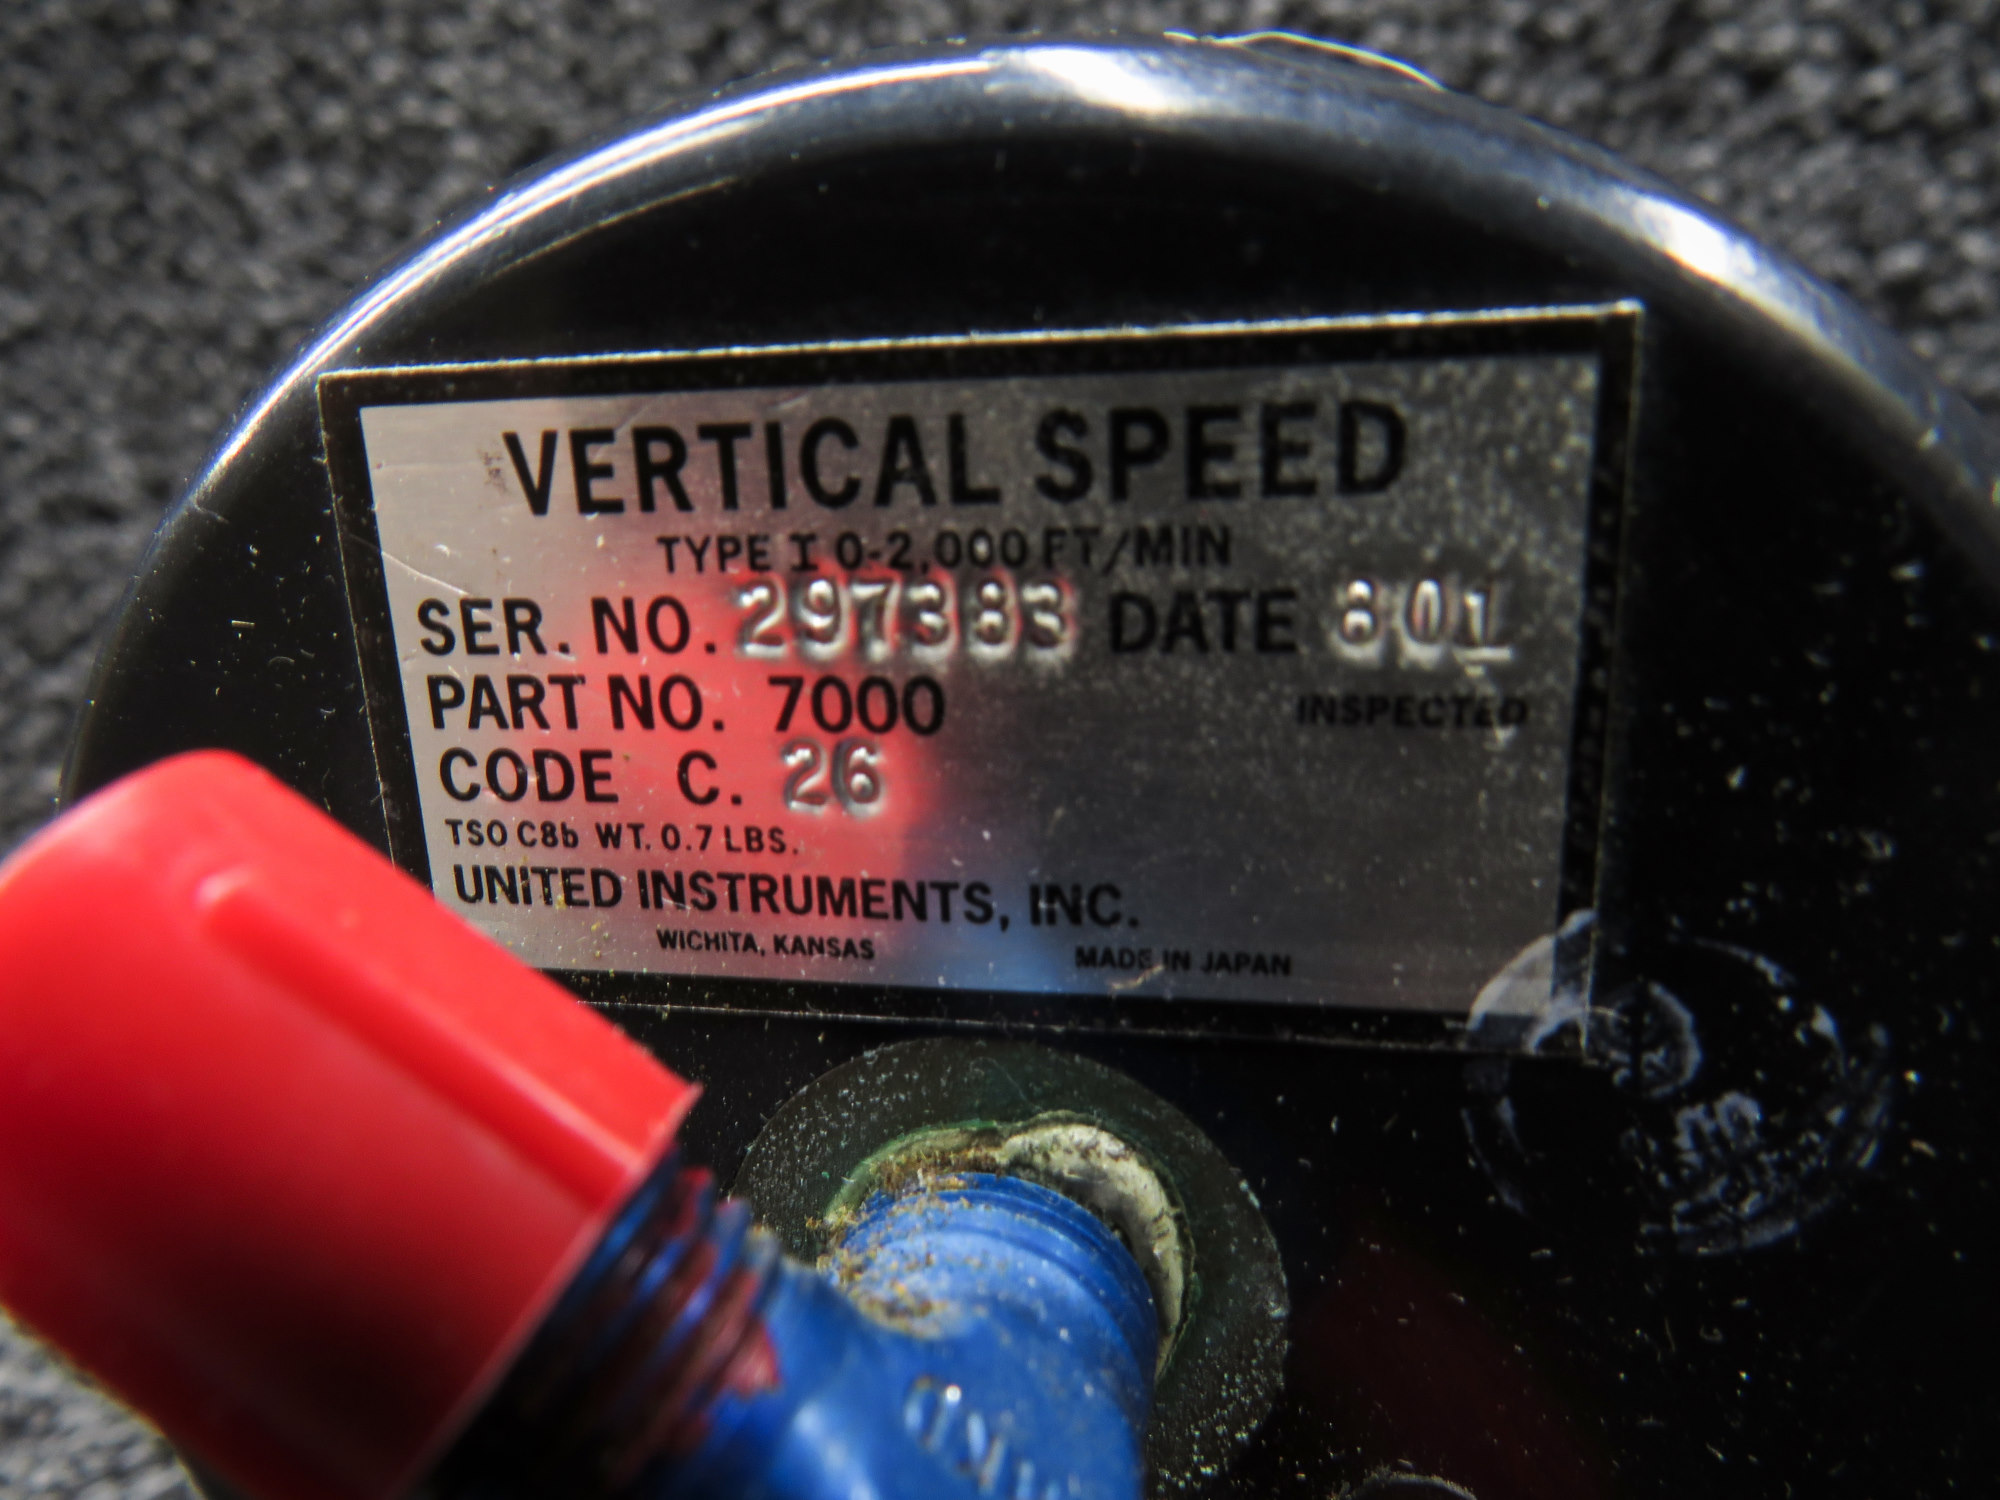 VERTICAL SPEED
TYPE I 0-2,000 FT/MIN
SER. NO. 297383 DATE 801
PART NO. 7000 INSPECTED
CODE C. 26
TSO C8b WT. 0.7 LBS.
UNITED INSTRUMENTS, INC.
WICHITA, KANSAS MADE IN JAPAN